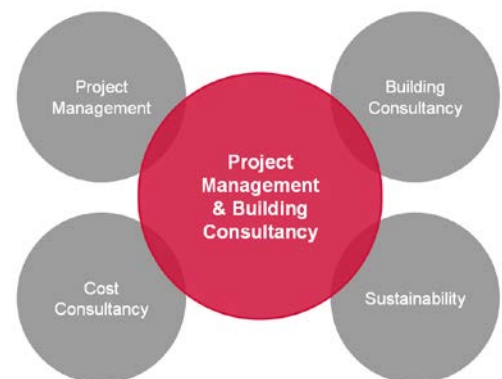 Project
Management
Building
Consultancy
Project
Management
& Building
Consultancy
Cost
Consultancy
Sustainability